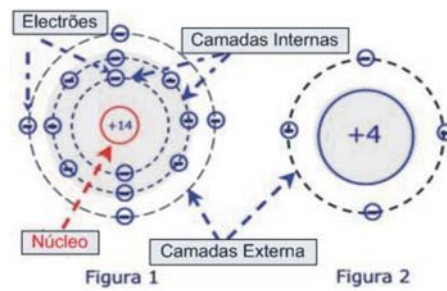 Electrões
Camadas Internas
+14
+4
Núcleo
Camadas Externa
Figura 1
Figura 2